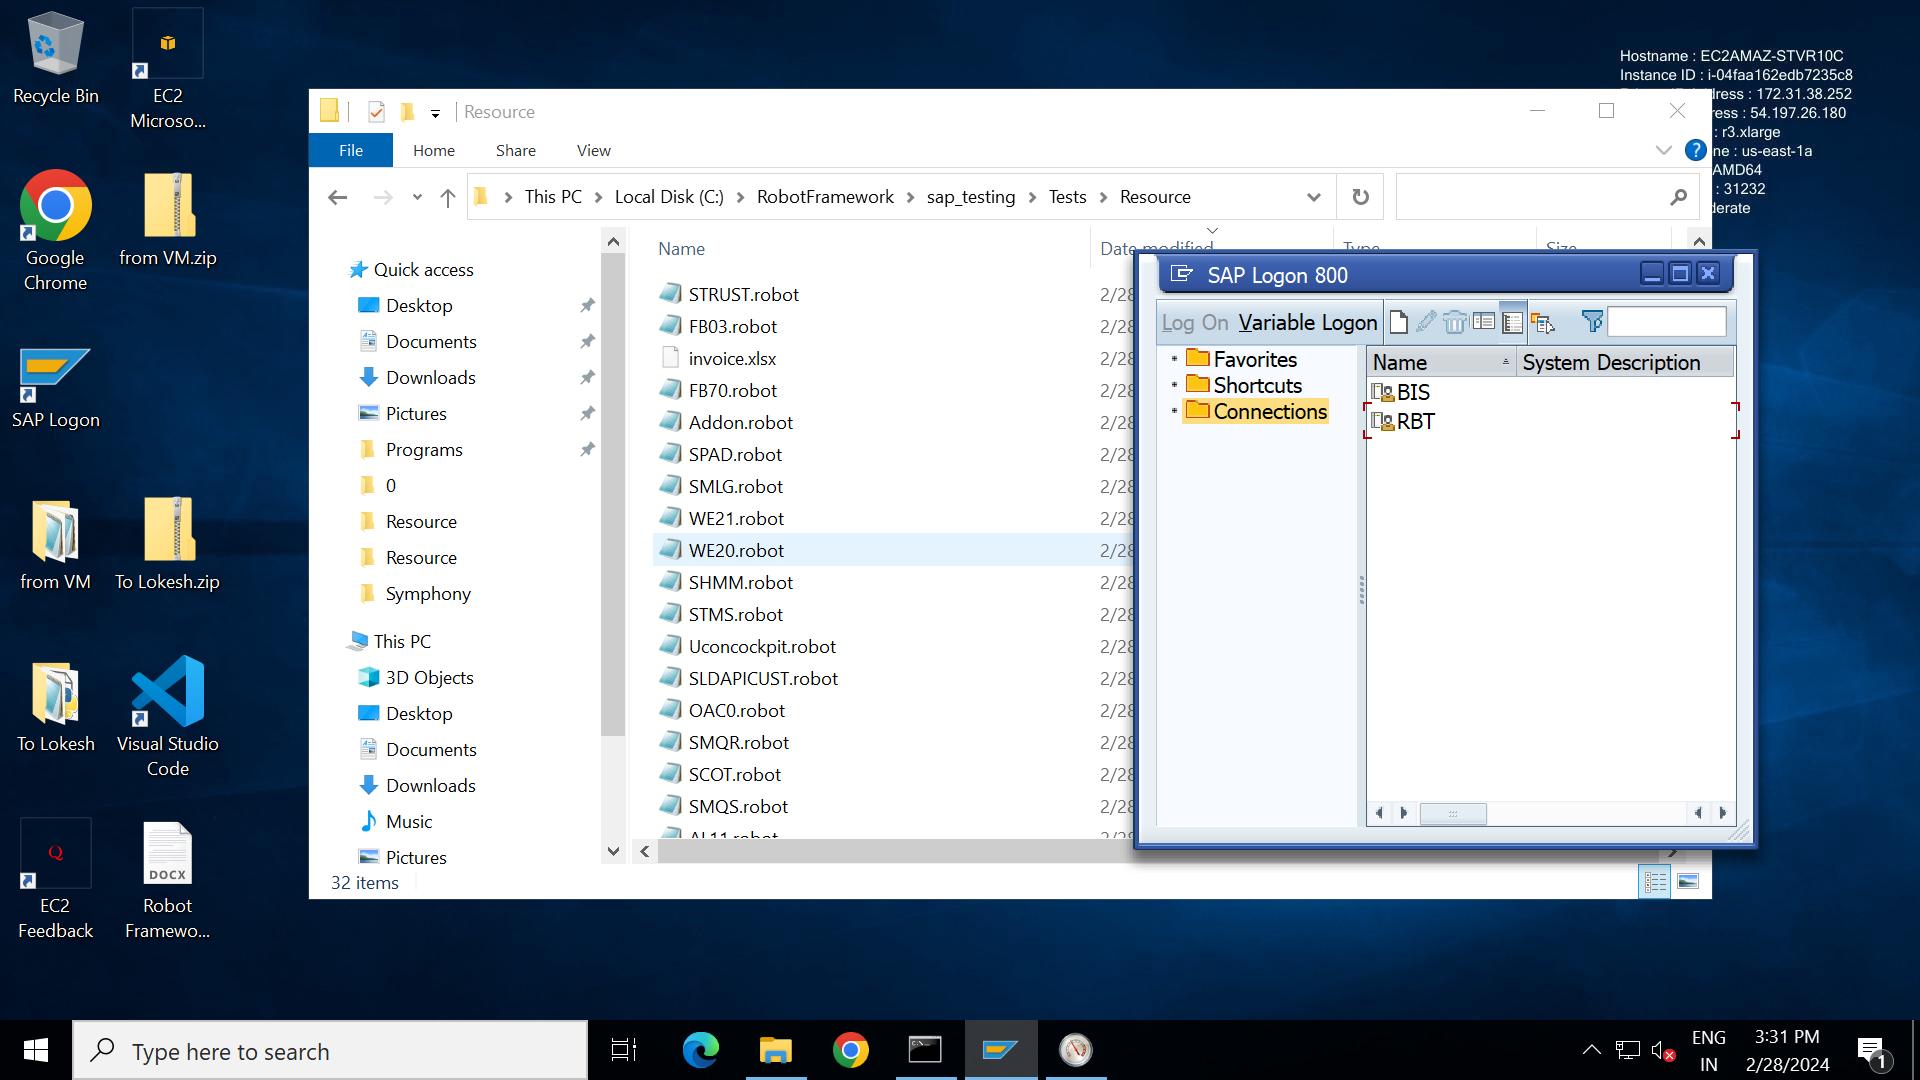 Recycle Bin
EC2
Microso...
Google
Chrome
from VM.zip
SAP Logon
from VM
To Lokesh.zip
To Lokesh
Visual Studio
Code
Q
EC2
Feedback
DOCX
Robot
Framewo...
Hostname : EC2AMAZ-STVR10C
Instance ID : i-04faa162edb7235c8
ress : 172.31.38.252
ress : 54.197.26.180
: r3.xlarge
ne : us-east-1a
AMD64
: 31232
derate
Resource
File
Home
Share
View
?
This PC
Local Disk (C:)
RobotFramework
sap_testing
Tests
Resource
Quick access
Desktop
Documents
Downloads
Pictures
Programs
0
Resource
Resource
Symphony
This PC
3D Objects
Desktop
Documents
Downloads
Music
Pictures
Name
Date modified
Type
Size
STRUST.robot
2/28
FB03.robot
2/28
invoice.xlsx
2/28
FB70.robot
2/28
Addon.robot
2/28
SPAD.robot
2/28
SMLG.robot
2/28
WE21.robot
2/28
WE20.robot
2/28
SHMM.robot
2/28
STMS.robot
2/28
Uconcockpit.robot
2/28
SLDAPICUST.robot
2/28
OAC0.robot
2/28
SMQR.robot
2/28
SCOT.robot
2/28
SMQS.robot
2/28
AL11.robot
32 items
SAP Logon 800
Log On
Variable Logon
Favorites
Shortcuts
Connections
Name
System Description
BIS
RBT
Type here to search
ENG
IN
3:31 PM
2/28/2024
1